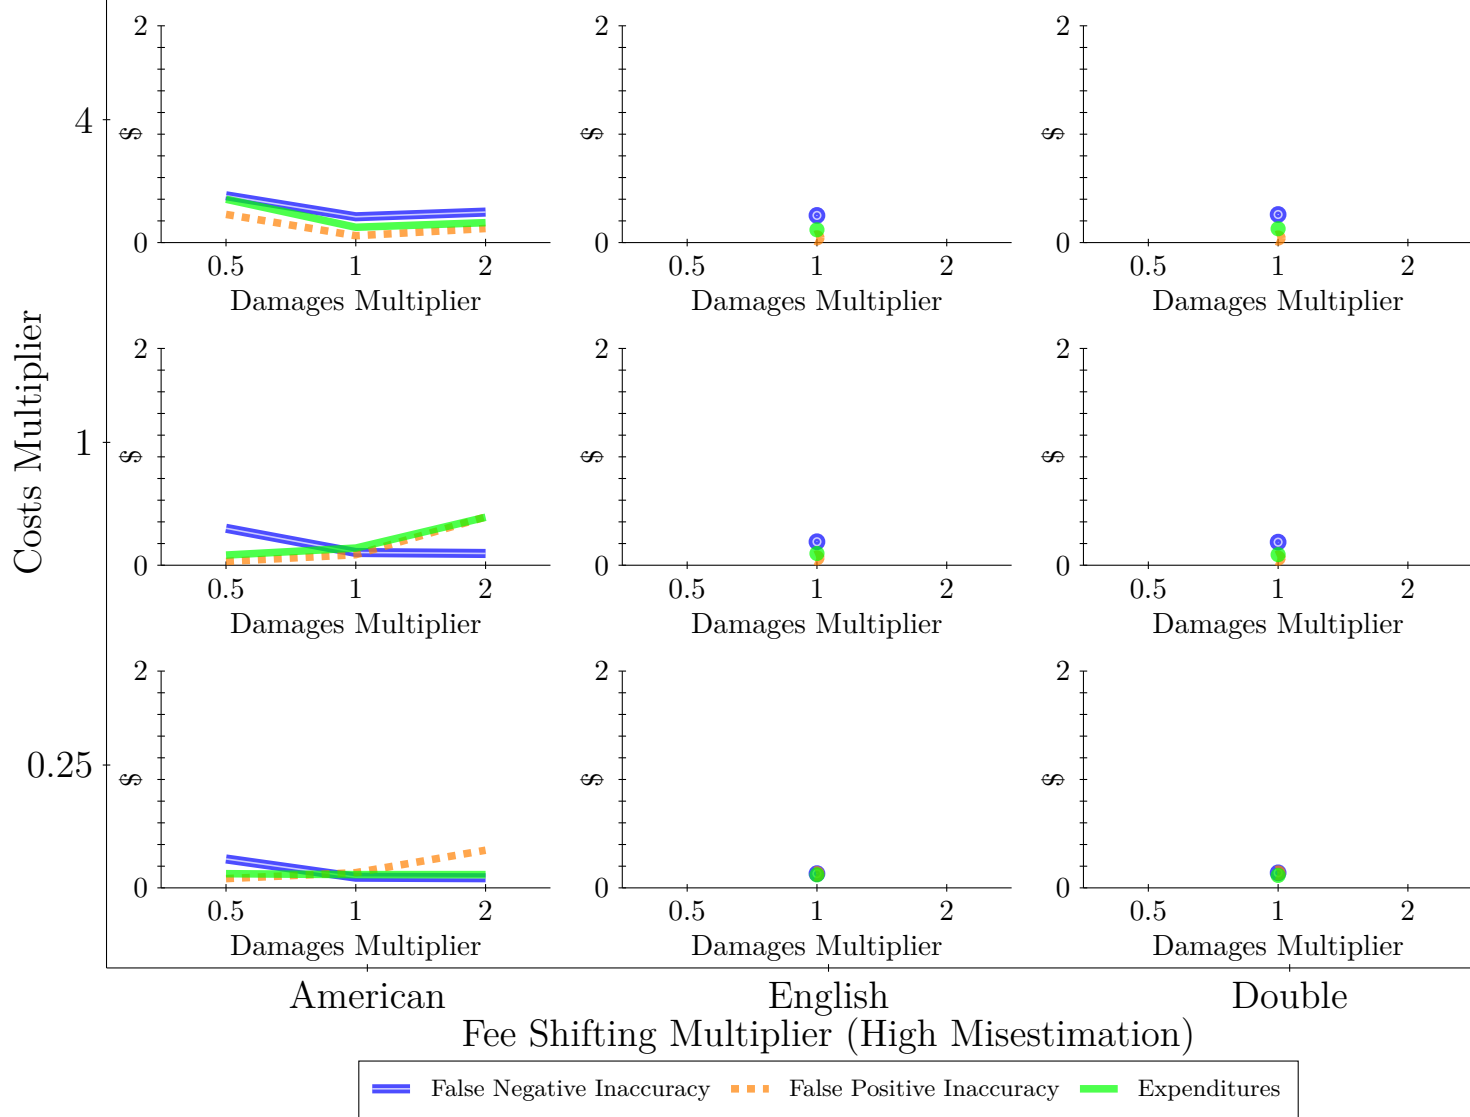 Costs Multiplier
4
1
0.25
2
$
0
0.5 1 2
Damages Multiplier
2
$
0
0.5 1 2
Damages Multiplier
2
$
0
0.5 1 2
Damages Multiplier
2
$
0
0.5 1 2
Damages Multiplier
2
$
0
0.5 1 2
Damages Multiplier
2
$
0
0.5 1 2
Damages Multiplier
2
$
0
0.5 1 2
Damages Multiplier
2
$
0
0.5 1 2
Damages Multiplier
2
$
0
0.5 1 2
Damages Multiplier
American English Double
Fee Shifting Multiplier (High Misestimation)
False Negative Inaccuracy False Positive Inaccuracy Expenditures